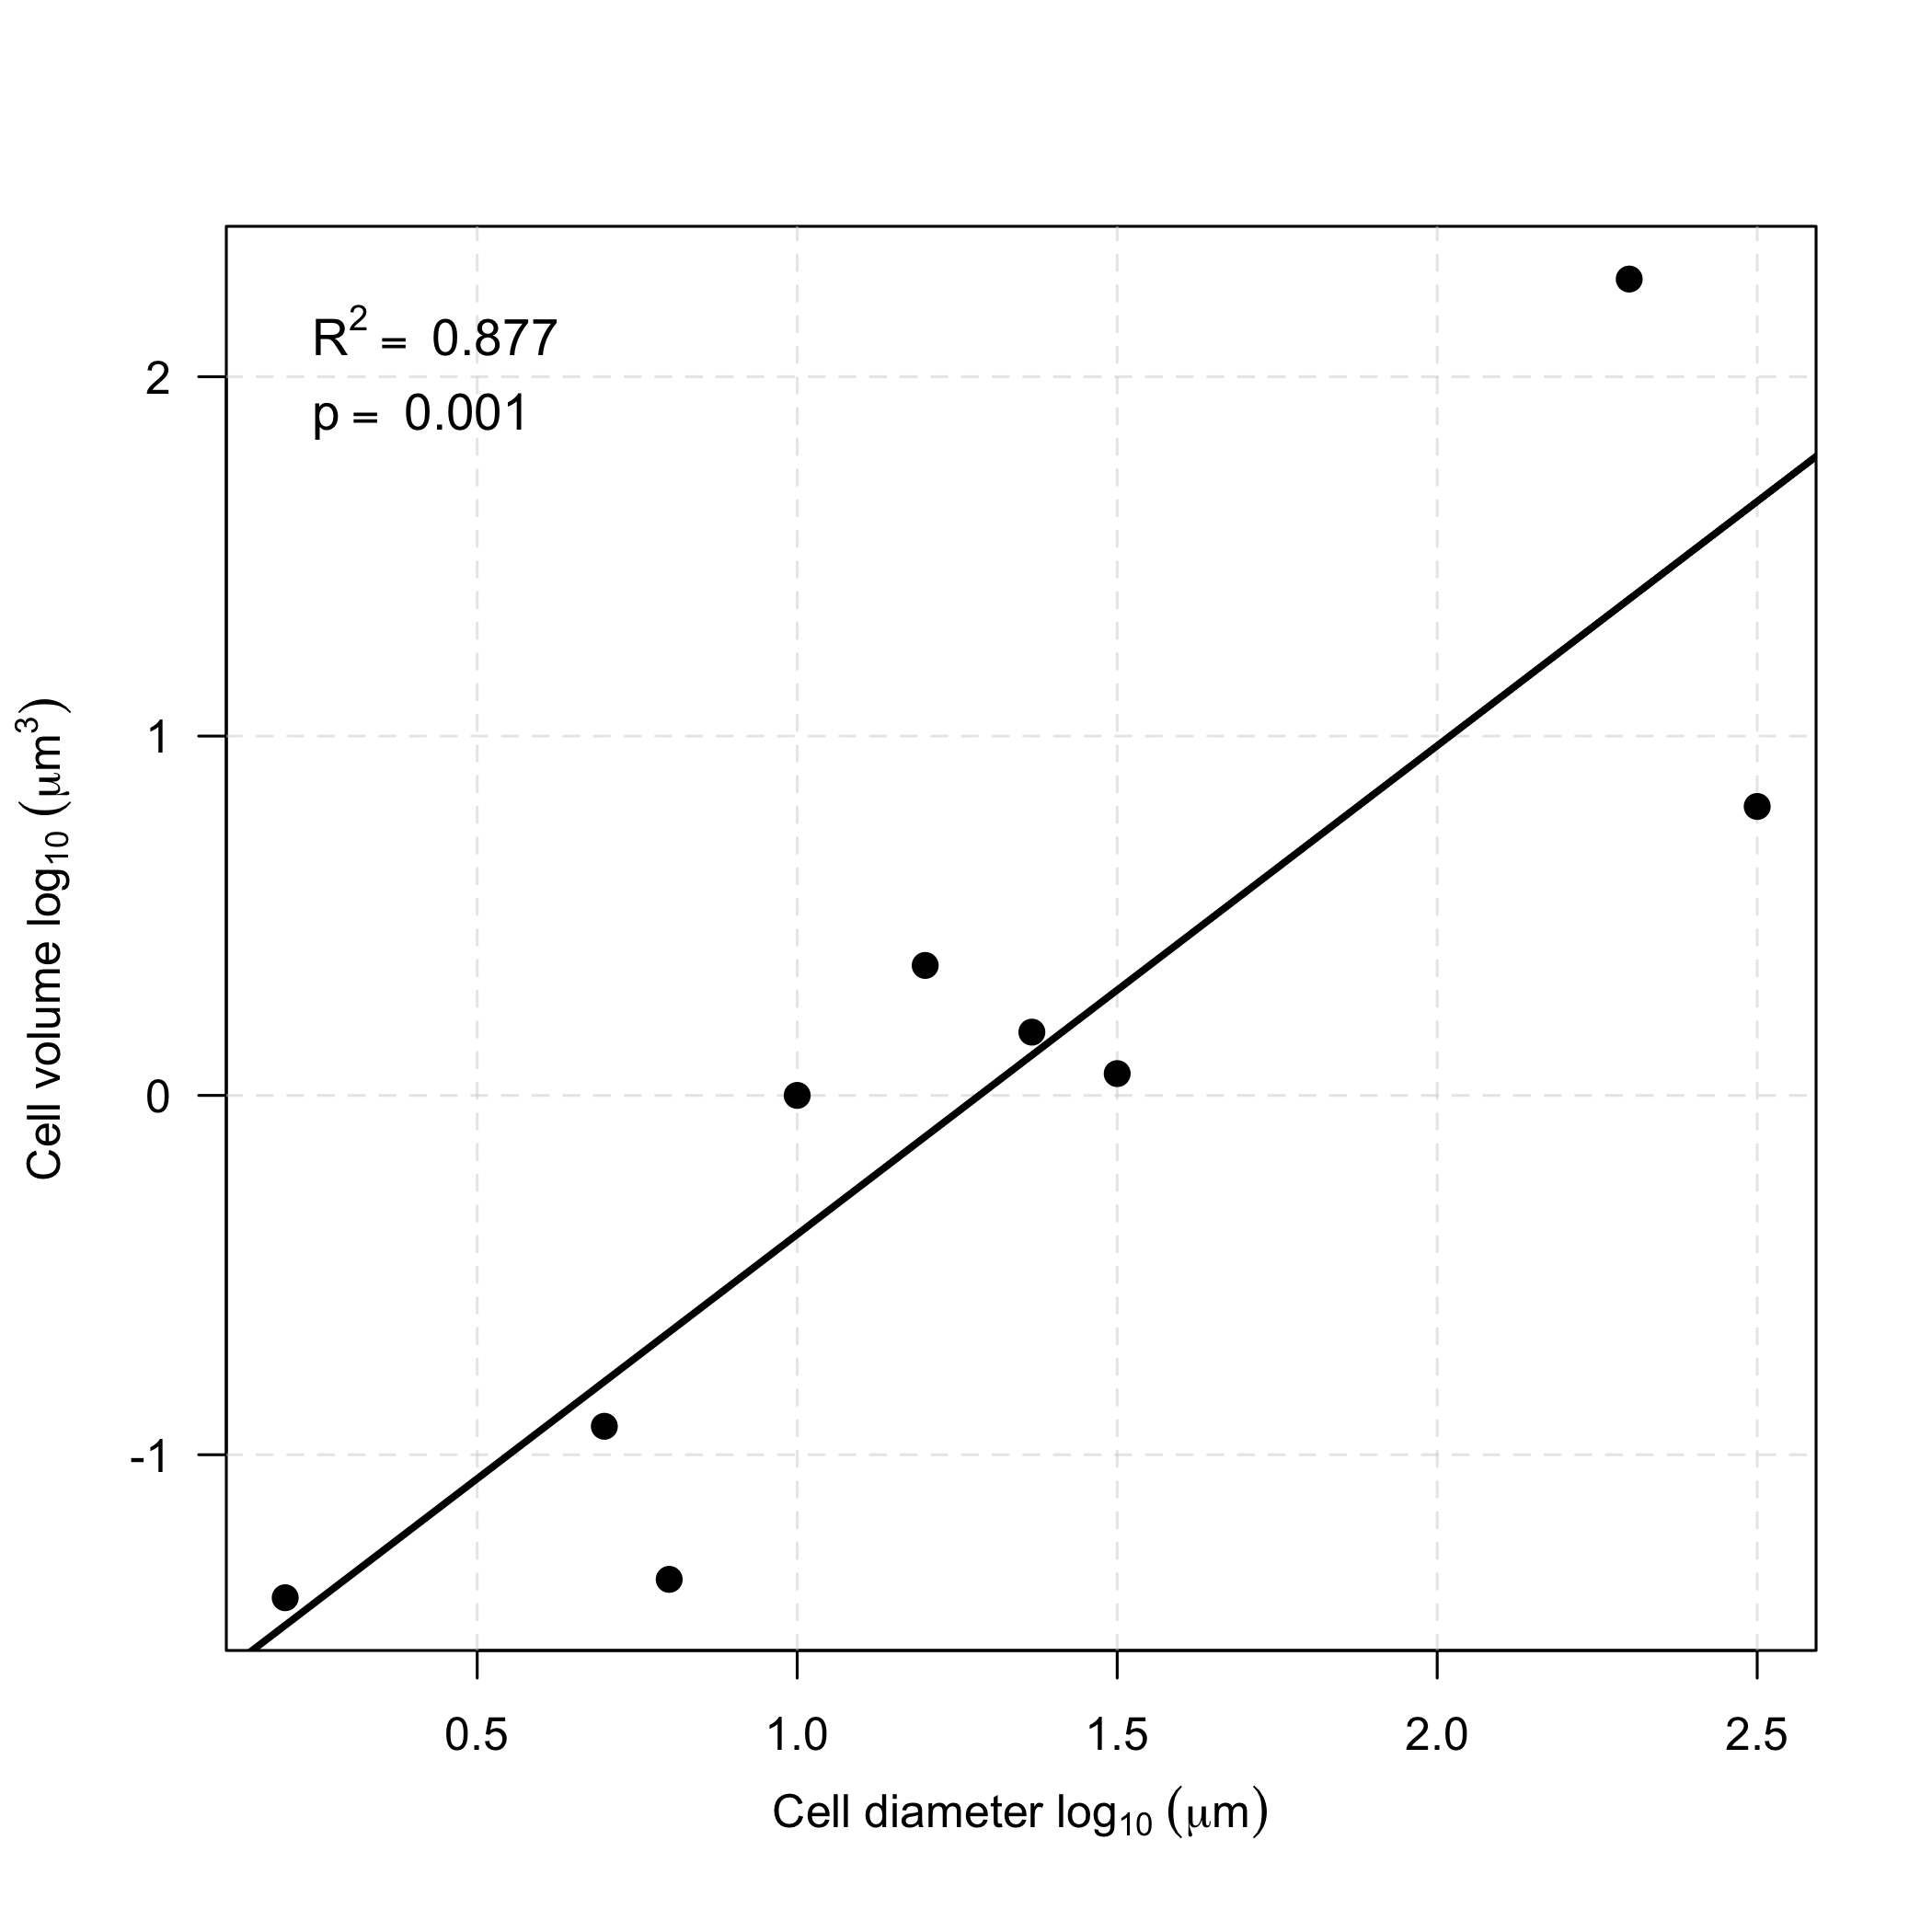 R² = 0.877
p = 0.001
2
1
0
-1
Cell volume log₁₀ (μm³)
0.5 1.0 1.5 2.0 2.5
Cell diameter log₁₀ (μm)